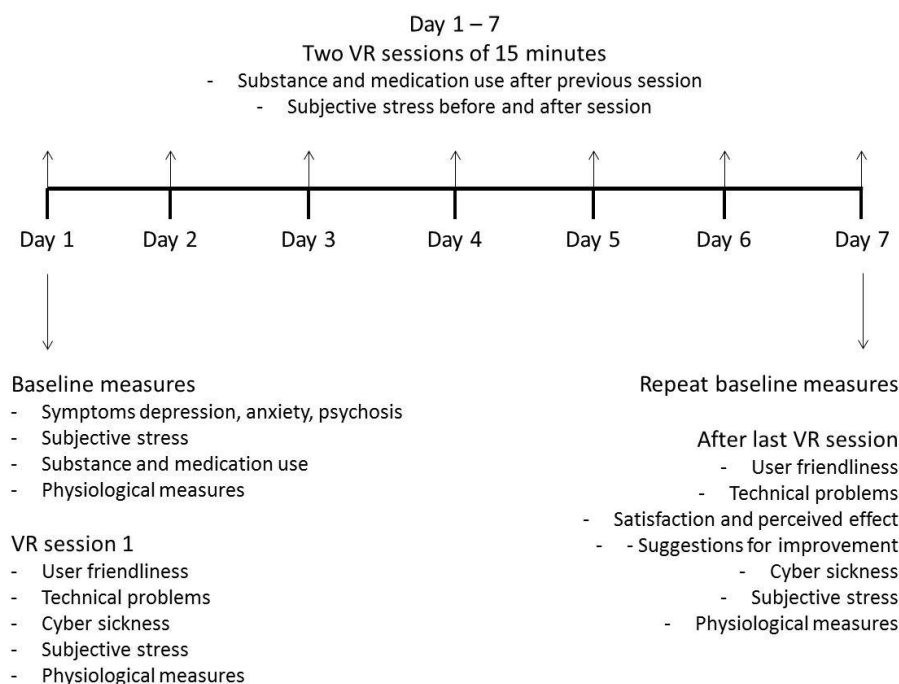 Day 1 – 7
Two VR sessions of 15 minutes
- Substance and medication use after previous session
- Subjective stress before and after session
Day 1 Day 2 Day 3 Day 4 Day 5 Day 6 Day 7
Baseline measures
- Symptoms depression, anxiety, psychosis
- Subjective stress
- Substance and medication use
- Physiological measures
VR session 1
- User friendliness
- Technical problems
- Cyber sickness
- Subjective stress
- Physiological measures
Repeat baseline measures
After last VR session
- User friendliness
- Technical problems
- Satisfaction and perceived effect
- - Suggestions for improvement
- Cyber sickness
- Subjective stress
- Physiological measures